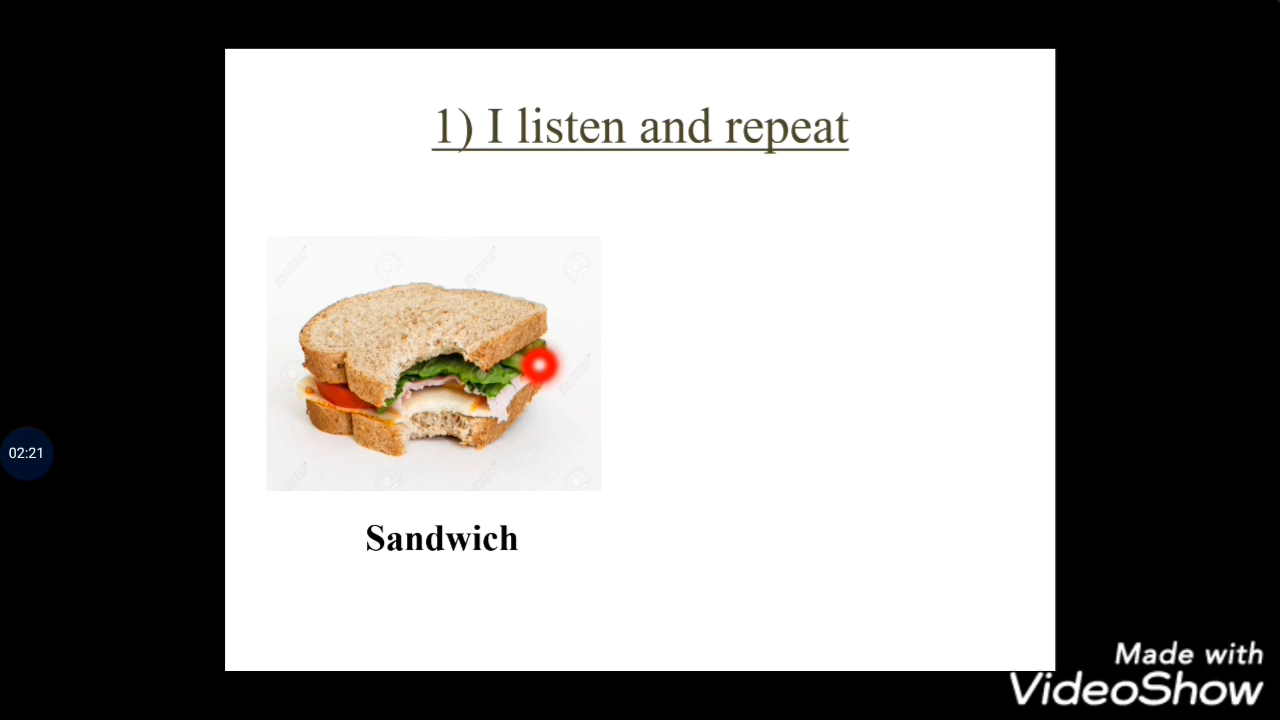 1) I listen and repeat
02:21
Sandwich
Made with
VideoShow